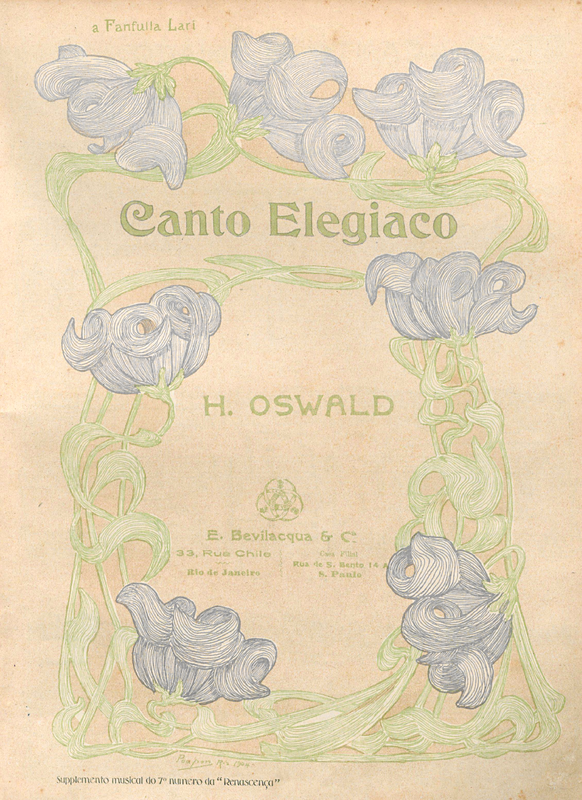 a Fanfulla Lari
Canto Elegiaco
H. OSWALD
E. Bevilacqua & Cª
33, Rua Chile
Rio de Janeiro
Casa Filial
Rua de S. Bento 14 A
S. Paulo
Supplemento musical do 7º numero da "Renascença"